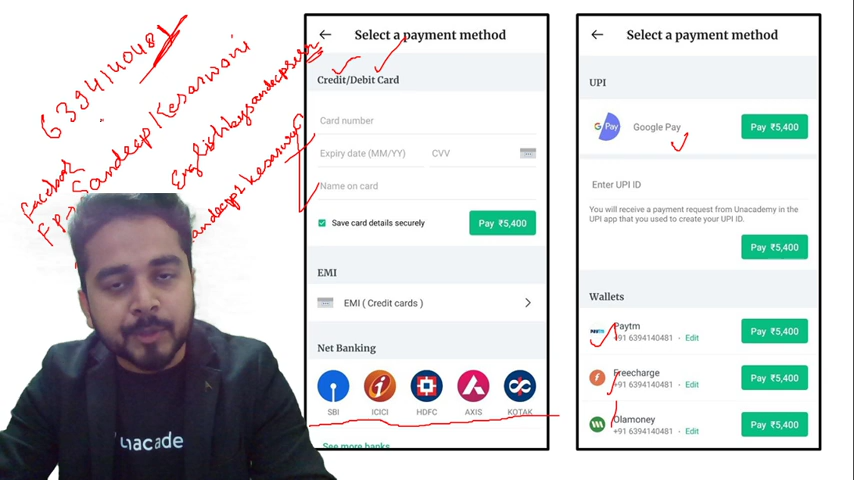 6394140481
Facebook
FP → Sandeep Kesarwani
Englishbysandeepsir
Select a payment method
Credit/Debit Card
Card number
Expiry date (MM/YY) CVV
Name on card
Save card details securely
Pay ₹5,400
EMI
EMI ( Credit cards )
Net Banking
SBI ICICI HDFC AXIS KOTAK
See more banks
Select a payment method
UPI
G Pay
Google Pay
Pay ₹5,400
Enter UPI ID
You will receive a payment request from Unacademy in the
UPI app that you used to create your UPI ID.
Pay ₹5,400
Wallets
Paytm
+91 6394140481 · Edit
Pay ₹5,400
Freecharge
+91 6394140481 · Edit
Pay ₹5,400
Olamoney
+91 6394140481 · Edit
Pay ₹5,400
unacade